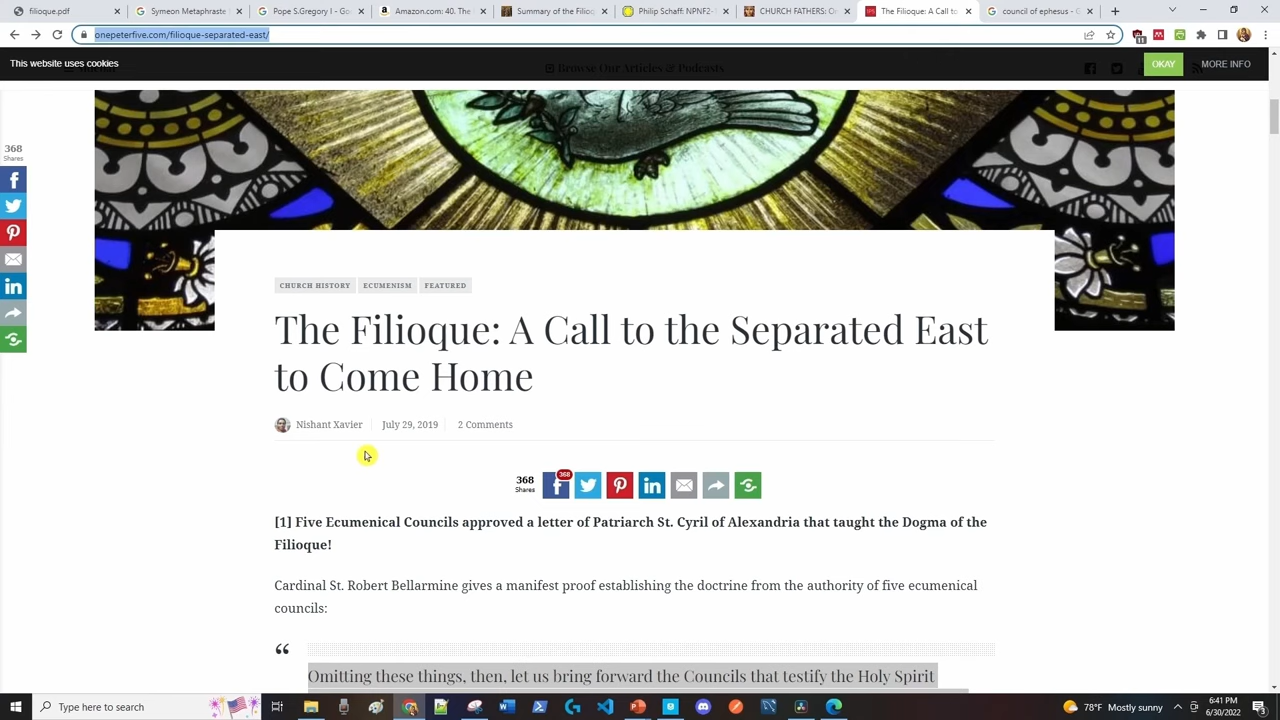 filioque.pdf
Symeon Metaphrast
Pope Gregory I - Go
Amazon.com: 40. The
Summary of the Filioq
Philip Schaff: NPNF2-
CHURCH FATHERS: O
The Filioque: A Call to
council of ephesus - G
onepeterfive.com/filioque-separated-east/
11
This website uses cookies
Browse Our Articles & Podcasts
OKAY
MORE INFO
368
Shares
CHURCH HISTORY
ECUMENISM
FEATURED
The Filioque: A Call to the Separated East
to Come Home
Nishant Xavier
July 29, 2019
2 Comments
368
Shares
368
[1] Five Ecumenical Councils approved a letter of Patriarch St. Cyril of Alexandria that taught the Dogma of the
Filioque!
Cardinal St. Robert Bellarmine gives a manifest proof establishing the doctrine from the authority of five ecumenical
councils:
“
Omitting these things, then, let us bring forward the Councils that testify the Holy Spirit
Type here to search
78°F Mostly sunny
6:41 PM
6/30/2022